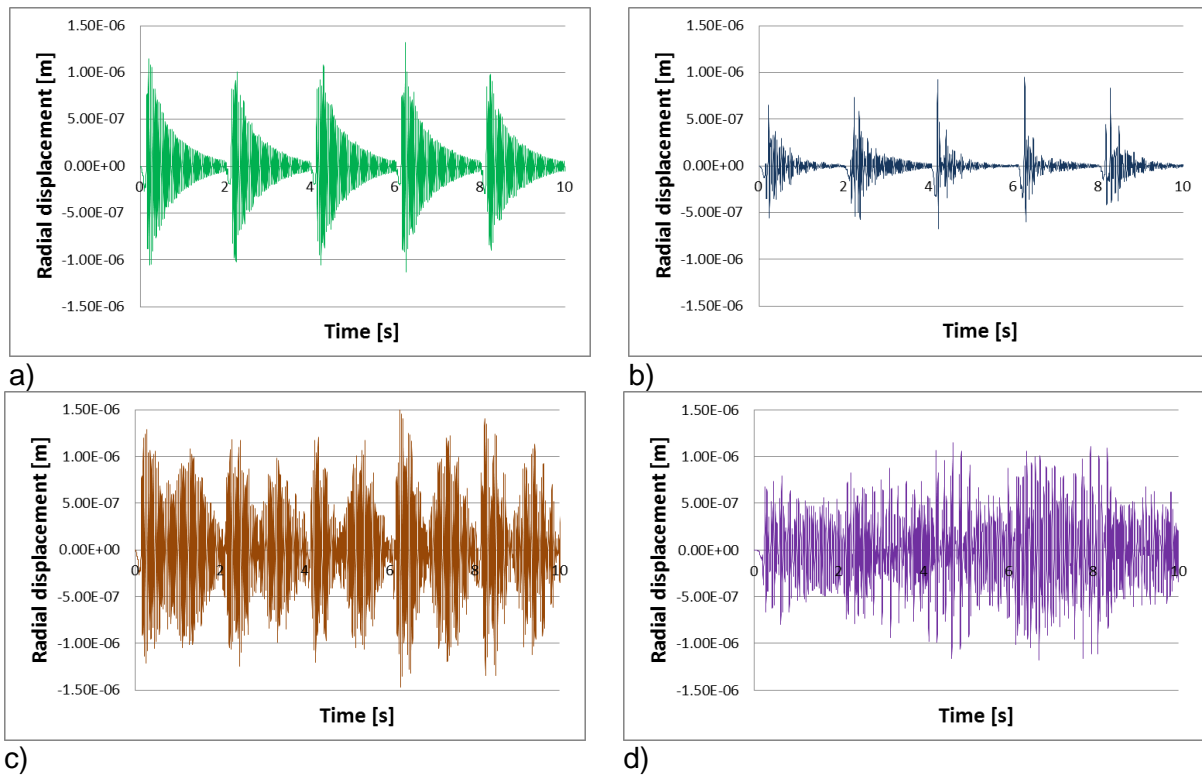 1.50E-06
1.00E-06
5.00E-07
0.00E+00
-5.00E-07
-1.00E-06
-1.50E-06
Radial displacement [m]
0 2 4 6 8 10
Time [s]
a)
1.50E-06
1.00E-06
5.00E-07
0.00E+00
-5.00E-07
-1.00E-06
-1.50E-06
Radial displacement [m]
0 2 4 6 8 10
Time [s]
b)
1.50E-06
1.00E-06
5.00E-07
0.00E+00
-5.00E-07
-1.00E-06
-1.50E-06
Radial displacement [m]
0 2 4 6 8 10
Time [s]
c)
1.50E-06
1.00E-06
5.00E-07
0.00E+00
-5.00E-07
-1.00E-06
-1.50E-06
Radial displacement [m]
0 2 4 6 8 10
Time [s]
d)